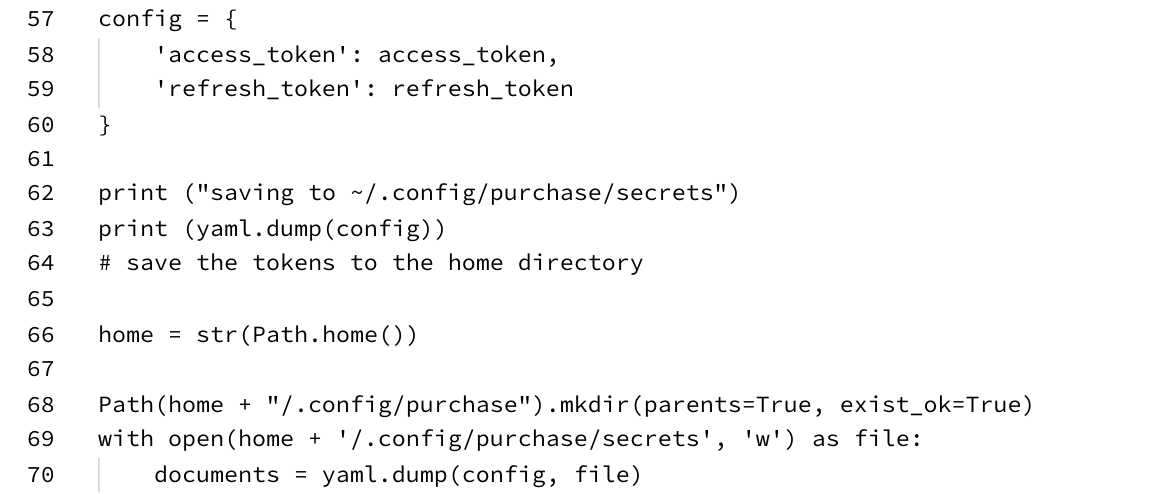 57 config = {
58     'access_token': access_token,
59     'refresh_token': refresh_token
60 }
61
62 print ("saving to ~/.config/purchase/secrets")
63 print (yaml.dump(config))
64 # save the tokens to the home directory
65
66 home = str(Path.home())
67
68 Path(home + "/.config/purchase").mkdir(parents=True, exist_ok=True)
69 with open(home + '/.config/purchase/secrets', 'w') as file:
70     documents = yaml.dump(config, file)